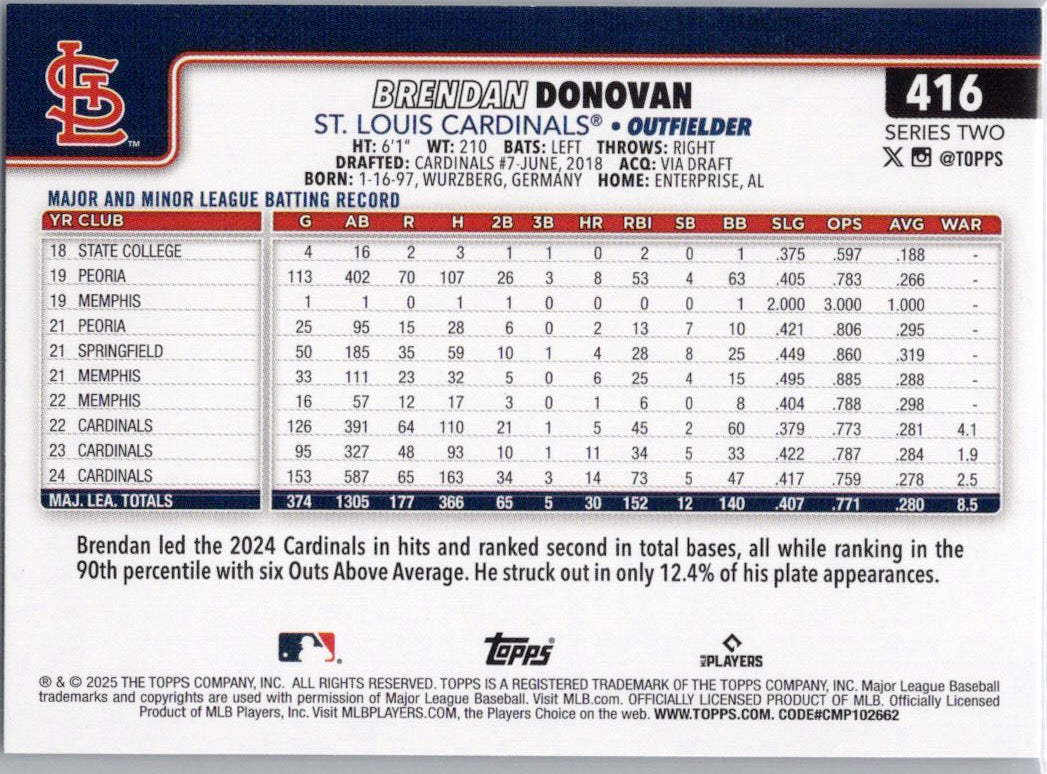 STL
TM
BRENDAN DONOVAN
416
ST. LOUIS CARDINALS® • OUTFIELDER
SERIES TWO
HT: 6'1" WT: 210 BATS: LEFT THROWS: RIGHT
@TOPPS
DRAFTED: CARDINALS #7-JUNE, 2018 ACQ: VIA DRAFT
BORN: 1-16-97, WURZBERG, GERMANY HOME: ENTERPRISE, AL
MAJOR AND MINOR LEAGUE BATTING RECORD
YR CLUB G AB R H 2B 3B HR RBI SB BB SLG OPS AVG WAR
18 STATE COLLEGE 4 16 2 3 1 1 0 2 0 1 .375 .597 .188 -
19 PEORIA 113 402 70 107 26 3 8 53 4 63 .405 .783 .266 -
19 MEMPHIS 1 1 0 1 1 0 0 0 0 1 2.000 3.000 1.000 -
21 PEORIA 25 95 15 28 6 0 2 13 7 10 .421 .806 .295 -
21 SPRINGFIELD 50 185 35 59 10 1 4 28 8 25 .449 .860 .319 -
21 MEMPHIS 33 111 23 32 5 0 6 25 4 15 .495 .885 .288 -
22 MEMPHIS 16 57 12 17 3 0 1 6 0 8 .404 .788 .298 -
22 CARDINALS 126 391 64 110 21 1 5 45 2 60 .379 .773 .281 4.1
23 CARDINALS 95 327 48 93 10 1 11 34 5 33 .422 .787 .284 1.9
24 CARDINALS 153 587 65 163 34 3 14 73 5 47 .417 .759 .278 2.5
MAJ. LEA. TOTALS 374 1305 177 366 65 5 30 152 12 140 .407 .771 .280 8.5
Brendan led the 2024 Cardinals in hits and ranked second in total bases, all while ranking in the
90th percentile with six Outs Above Average. He struck out in only 12.4% of his plate appearances.
Topps®
MLB PLAYERS
® & © 2025 THE TOPPS COMPANY, INC. ALL RIGHTS RESERVED. TOPPS IS A REGISTERED TRADEMARK OF THE TOPPS COMPANY, INC. Major League Baseball
trademarks and copyrights are used with permission of Major League Baseball. Visit MLB.com. OFFICIALLY LICENSED PRODUCT OF MLB. Officially Licensed
Product of MLB Players, Inc. Visit MLBPLAYERS.COM, the Players Choice on the web. WWW.TOPPS.COM. CODE#CMP102662